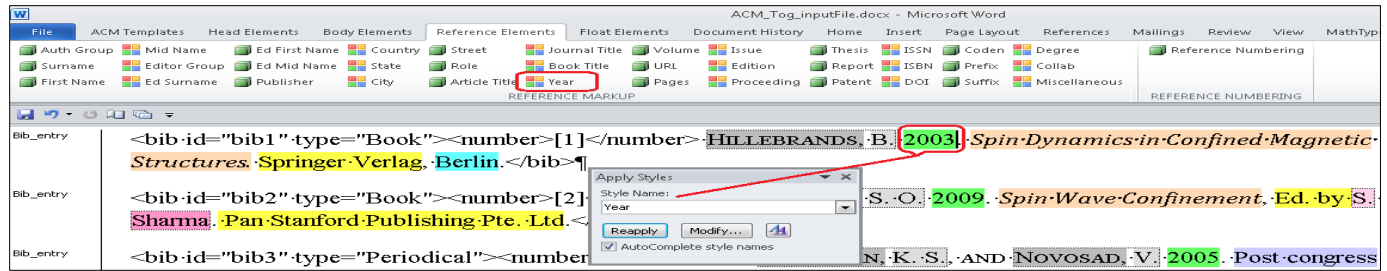 W ACM_Tog_inputFile.docx - Microsoft Word
File ACM Templates Head Elements Body Elements Reference Elements Float Elements Document History Home Insert Page Layout References Mailings Review View MathType
Auth Group Mid Name Ed First Name Country Street Journal Title Volume Issue Thesis ISSN Coden Degree Reference Numbering
Surname Editor Group Ed Mid Name State Role Book Title URL Edition Report ISBN Prefix Collab
First Name Ed Surname Publisher City Article Title Year Pages Proceeding Patent DOI Suffix Miscellaneous
REFERENCE MARKUP REFERENCE NUMBERING
Bib_entry <bib·id="bib1"·type="Book"><number>[1]</number>·HILLEBRANDS,·B.·2003.·Spin·Dynamics·in·Confined·Magnetic·
Structures.·Springer·Verlag,·Berlin.</bib>¶
Apply Styles
Style Name:
Year
Reapply Modify...
AutoComplete style names
Bib_entry <bib·id="bib2"·type="Book"><number>[2] ·S.·O.·2009.·Spin·Wave·Confinement,·Ed.·by·S.·
Sharma.·Pan·Stanford·Publishing·Pte.·Ltd.<
Bib_entry <bib·id="bib3"·type="Periodical"><number N,·K.·S.,·AND·NOVOSAD,·V.·2005.·Post·congress